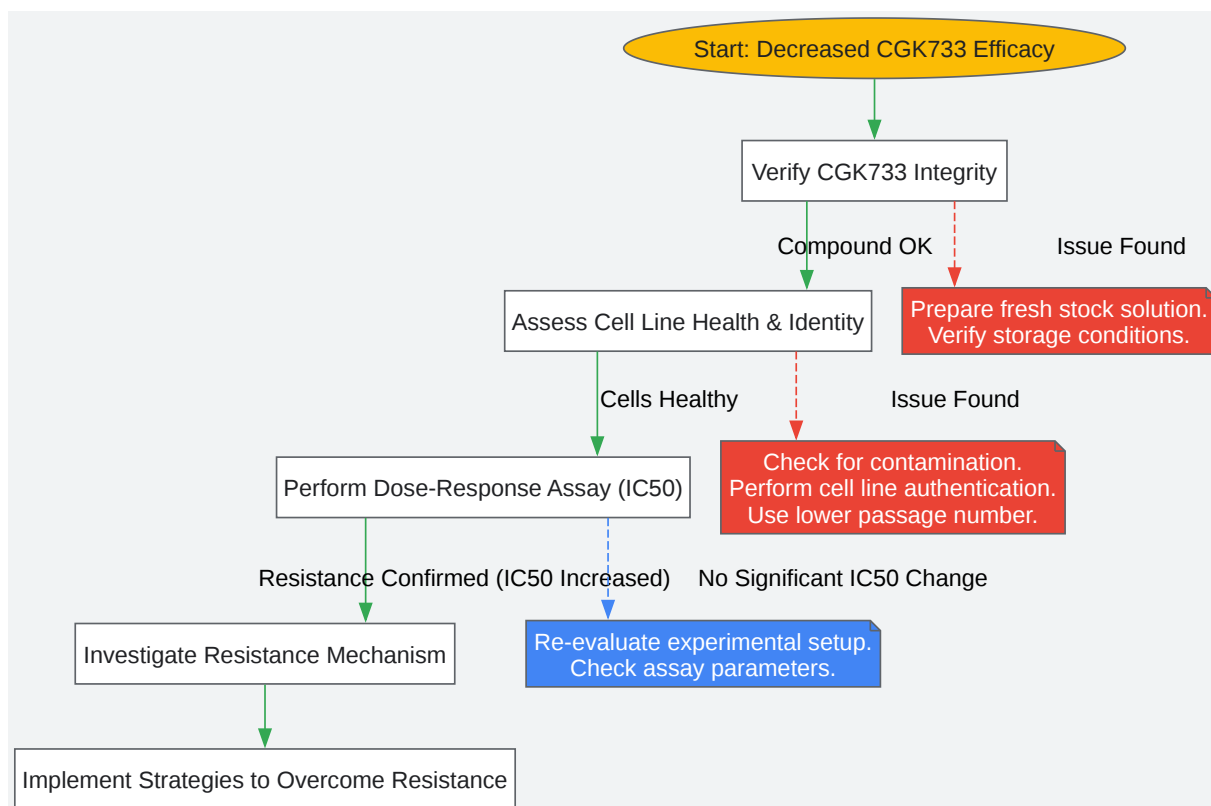 Start: Decreased CGK733 Efficacy
Verify CGK733 Integrity
Compound OK
Issue Found
Assess Cell Line Health & Identity
Prepare fresh stock solution.
Verify storage conditions.
Cells Healthy
Issue Found
Perform Dose-Response Assay (IC50)
Check for contamination.
Perform cell line authentication.
Use lower passage number.
Resistance Confirmed (IC50 Increased)
No Significant IC50 Change
Investigate Resistance Mechanism
Re-evaluate experimental setup.
Check assay parameters.
Implement Strategies to Overcome Resistance